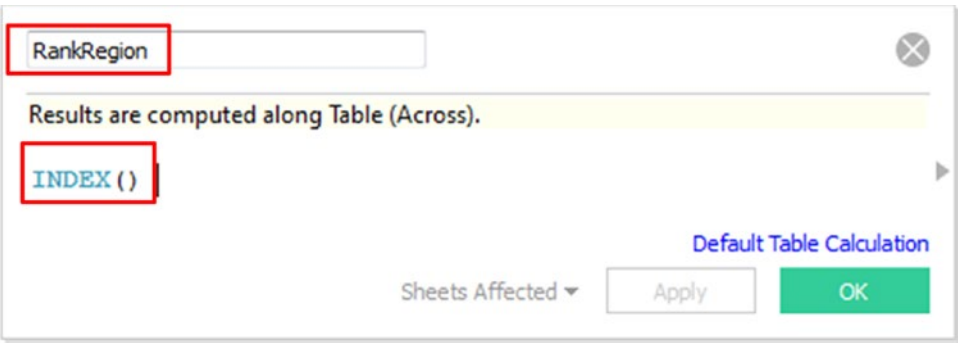 RankRegion
Results are computed along Table (Across).
INDEX()
Default Table Calculation
Sheets Affected Apply OK